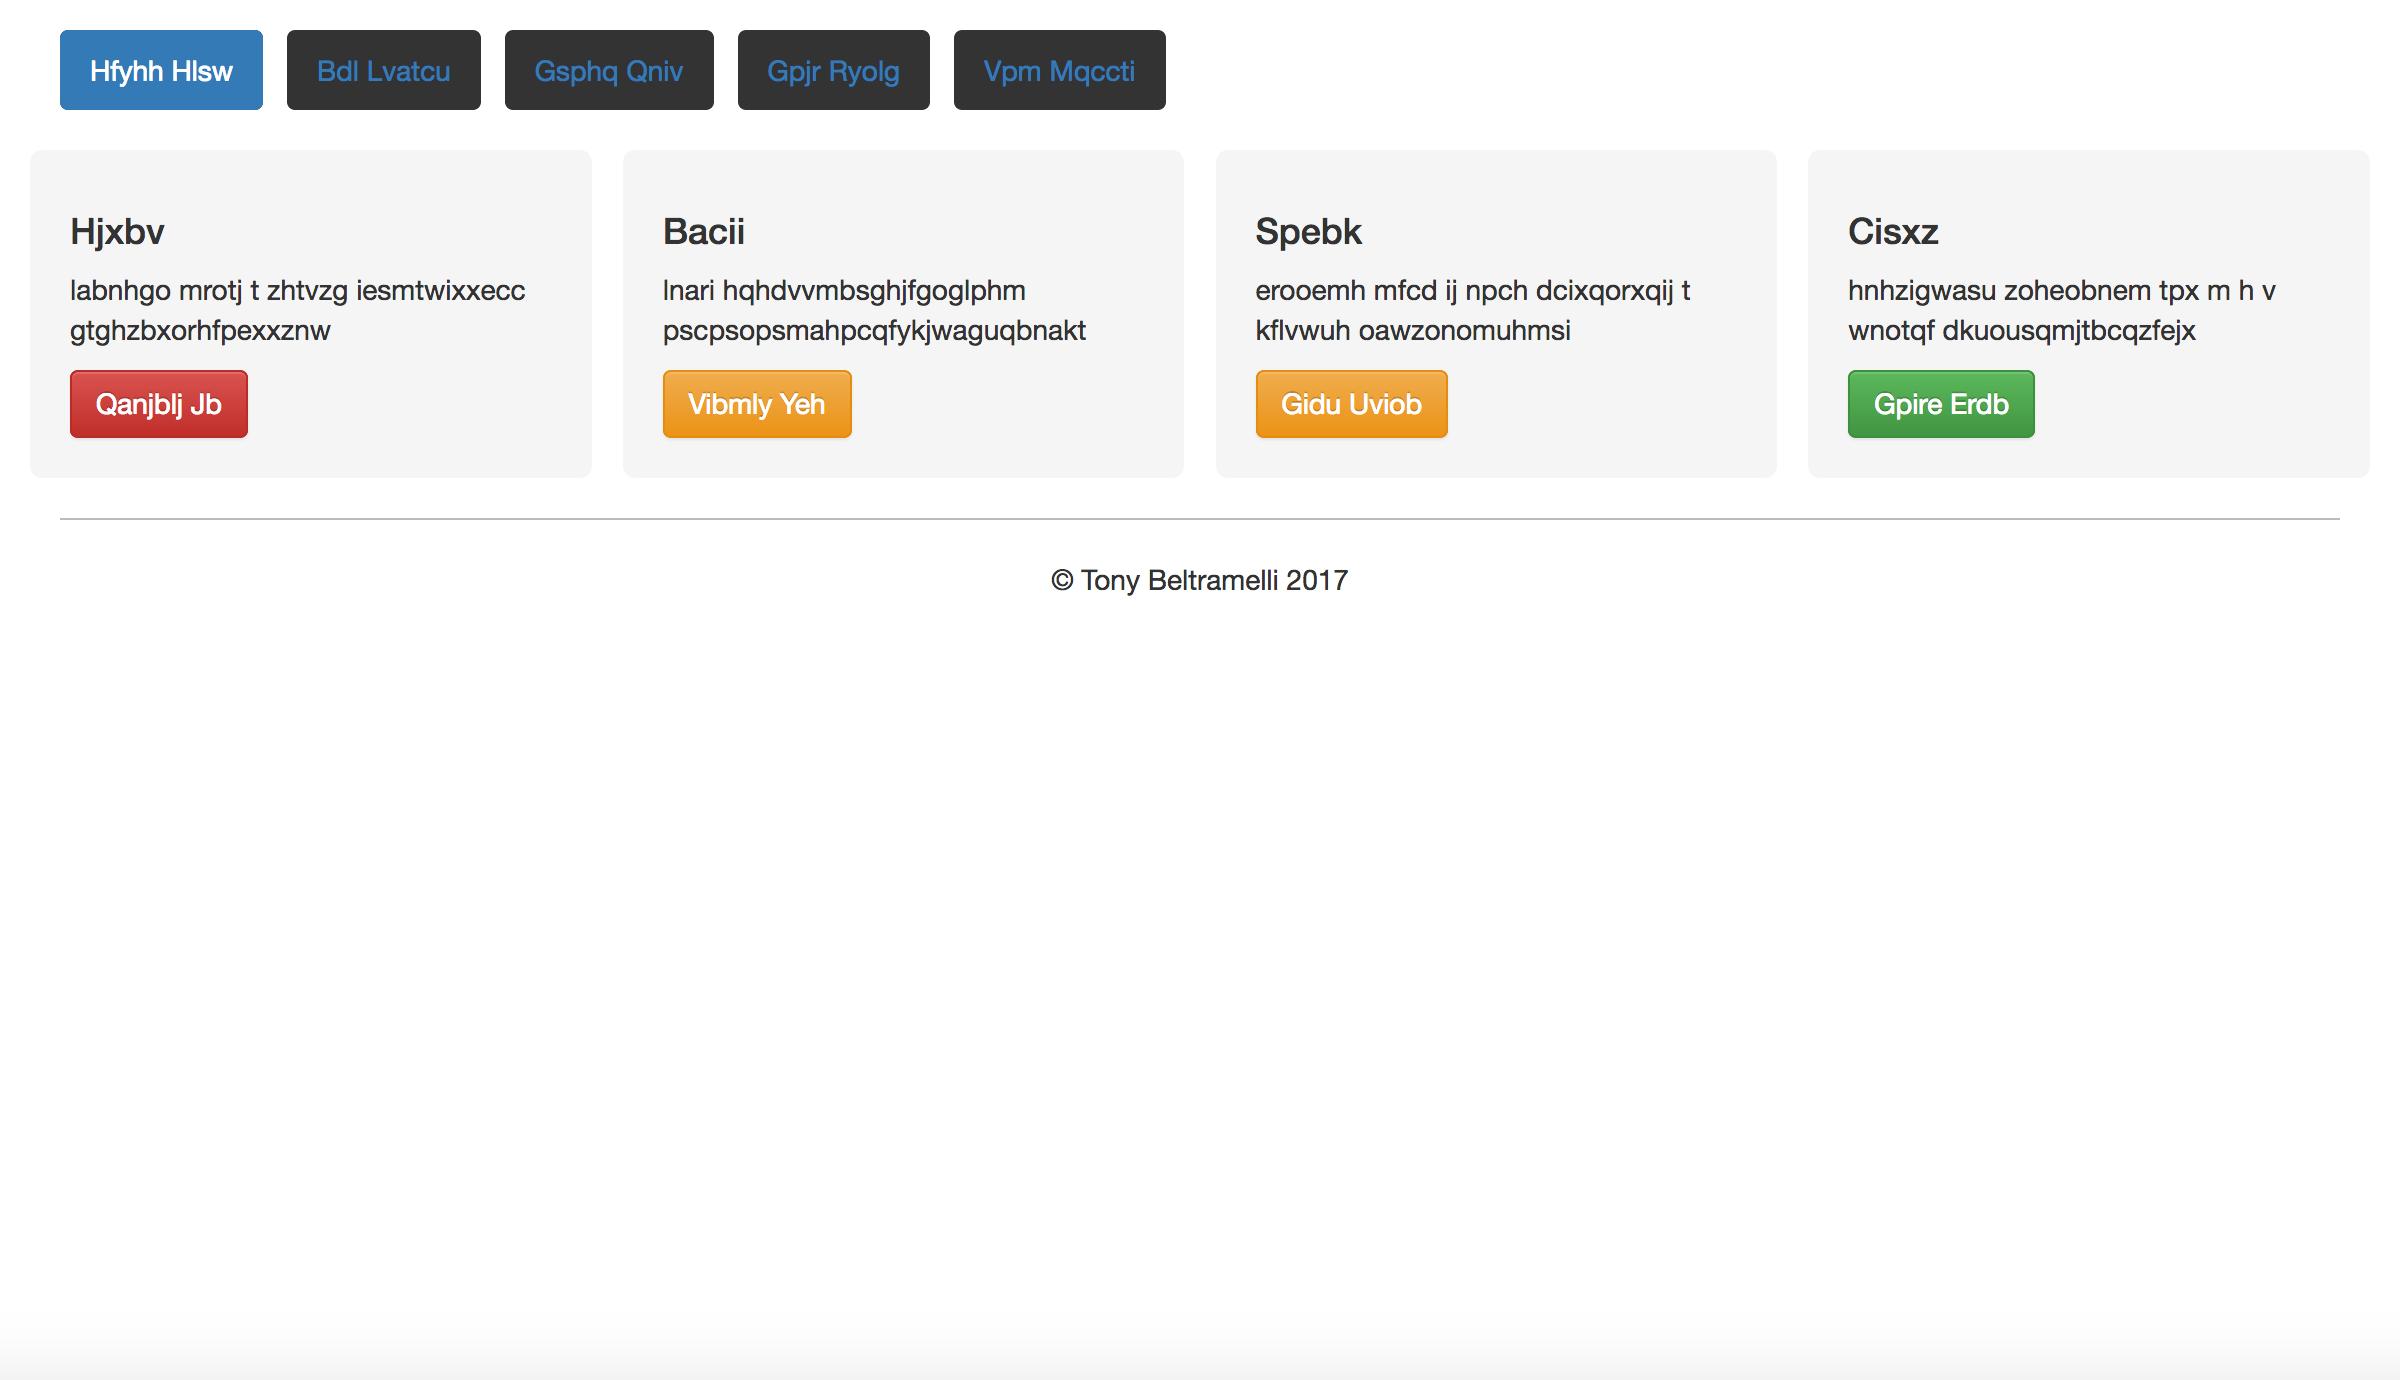 Hfyhh Hlsw
Bdl Lvatcu
Gsphq Qniv
Gpjr Ryolg
Vpm Mqccti
Hjxbv
labnhgo mrotj t zhtvzg iesmtwixxecc
gtghzbxorhfpexxznw
Qanjblj Jb
Bacii
lnari hqhdvvmbsghjfgoglphm
pscpsopsmahpcqfykjwaguqbnakt
Vibmly Yeh
Spebk
erooemh mfcd ij npch dcixqorxqij t
kflvwuh oawzonomuhmsi
Gidu Uviob
Cisxz
hnhzigwasu zoheobnem tpx m h v
wnotqf dkuousqmjtbcqzfejx
Gpire Erdb
© Tony Beltramelli 2017